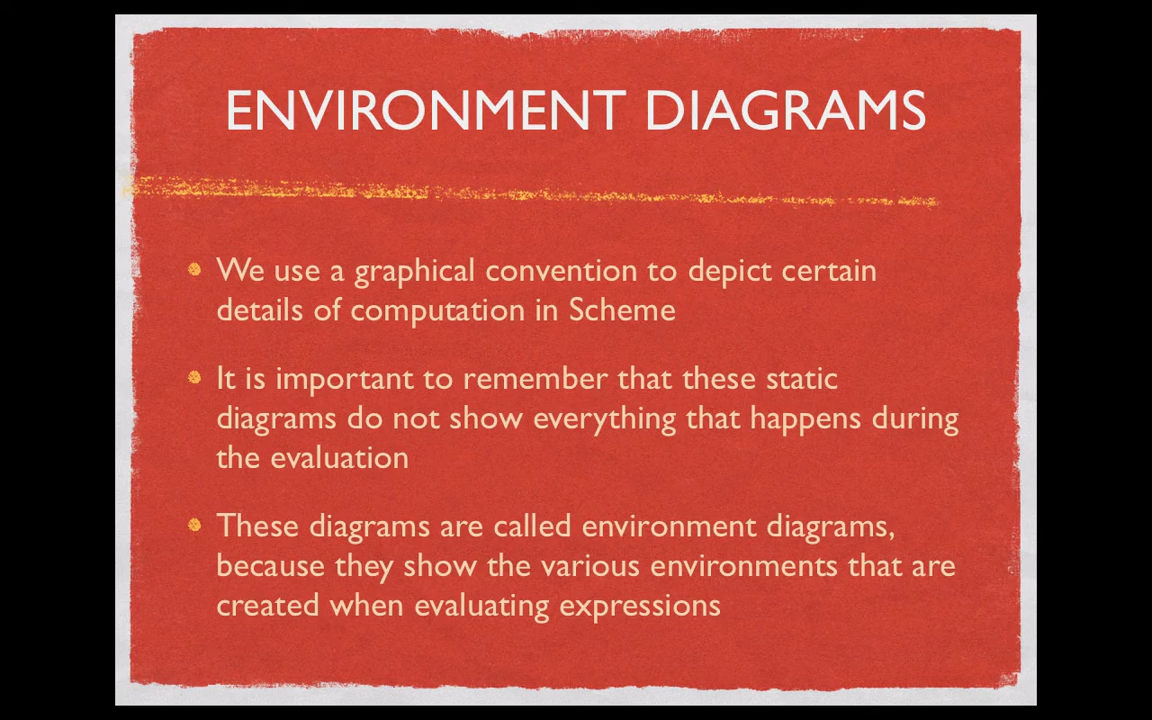 ENVIRONMENT DIAGRAMS
We use a graphical convention to depict certain
details of computation in Scheme
It is important to remember that these static
diagrams do not show everything that happens during
the evaluation
These diagrams are called environment diagrams,
because they show the various environments that are
created when evaluating expressions